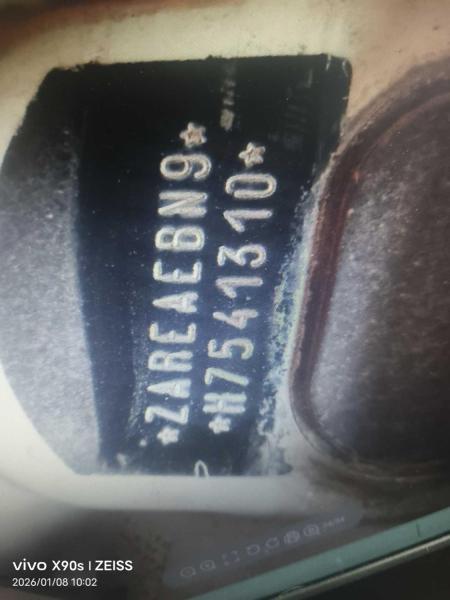 *ZAREAEBN9*
*H7541310*
vivo X90s | ZEISS
2026/01/08 10:02